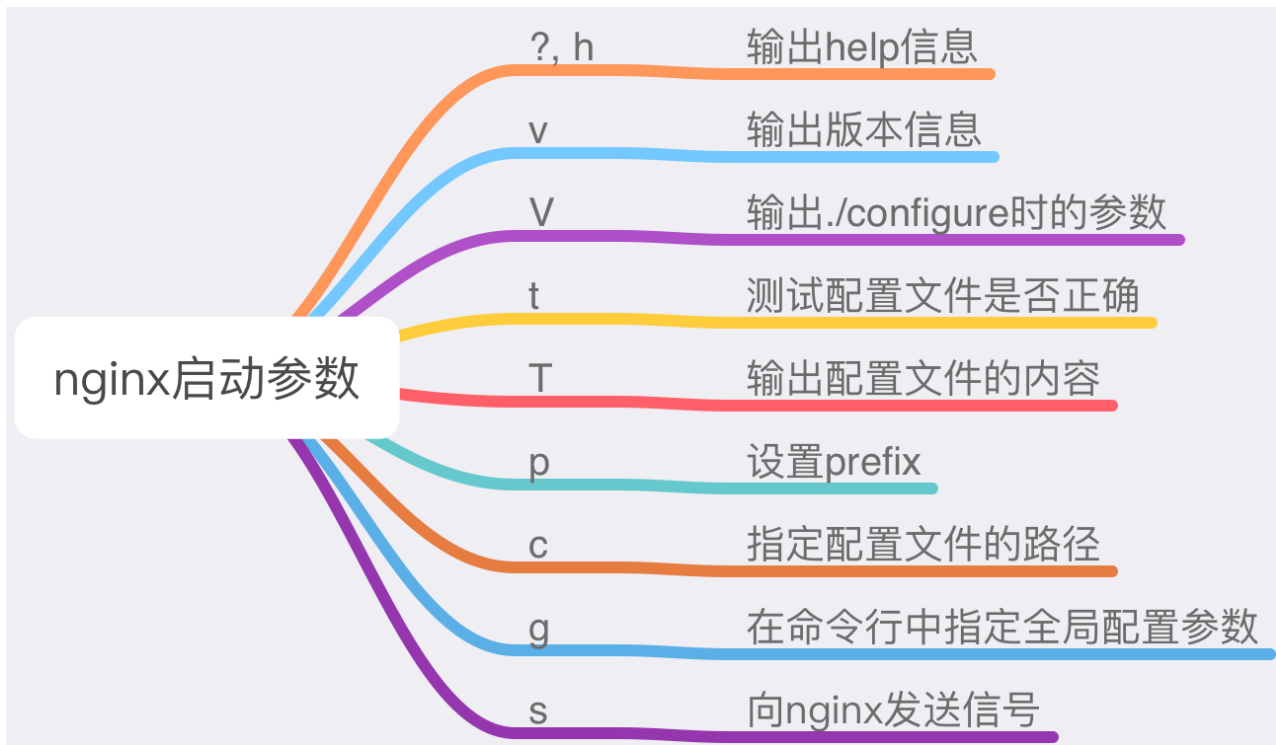 ?, h 输出help信息
v 输出版本信息
V 输出./configure时的参数
t 测试配置文件是否正确
nginx启动参数
T 输出配置文件的内容
p 设置prefix
c 指定配置文件的路径
g 在命令行中指定全局配置参数
s 向nginx发送信号